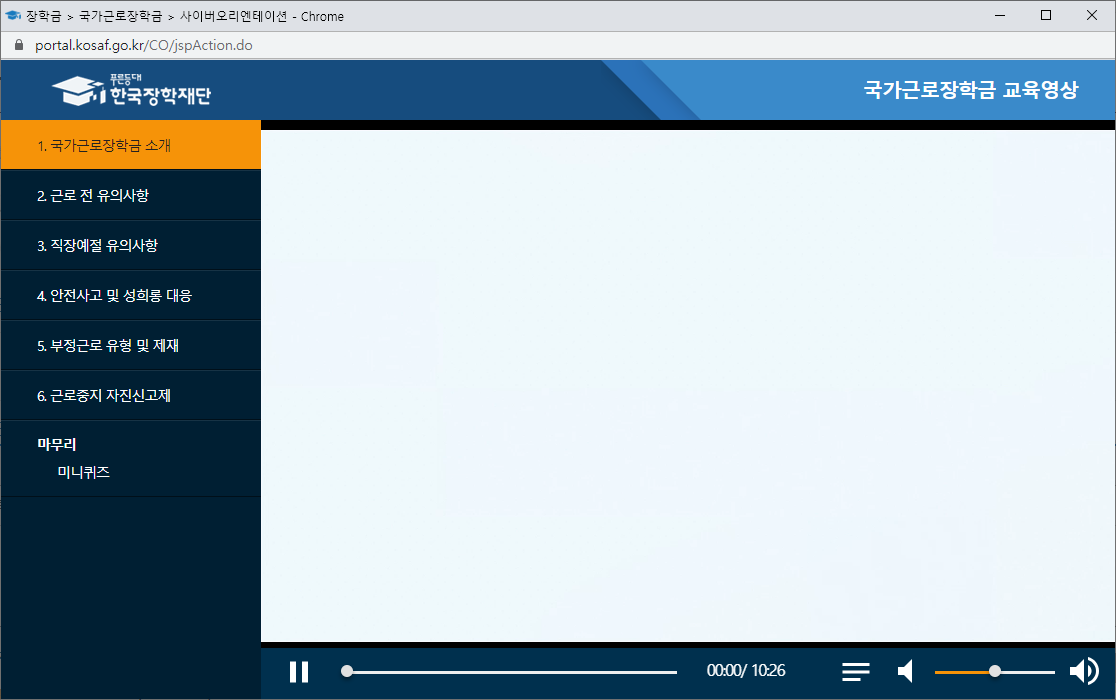 장학금 > 국가근로장학금 > 사이버오리엔테이션 - Chrome
portal.kosaf.go.kr/CO/jspAction.do
푸른등대
한국장학재단
국가근로장학금 교육영상
1. 국가근로장학금 소개
2. 근로 전 유의사항
3. 직장예절 유의사항
4. 안전사고 및 성희롱 대응
5. 부정근로 유형 및 제재
6. 근로중지 자진신고제
마무리
미니퀴즈
00:00/ 10:26